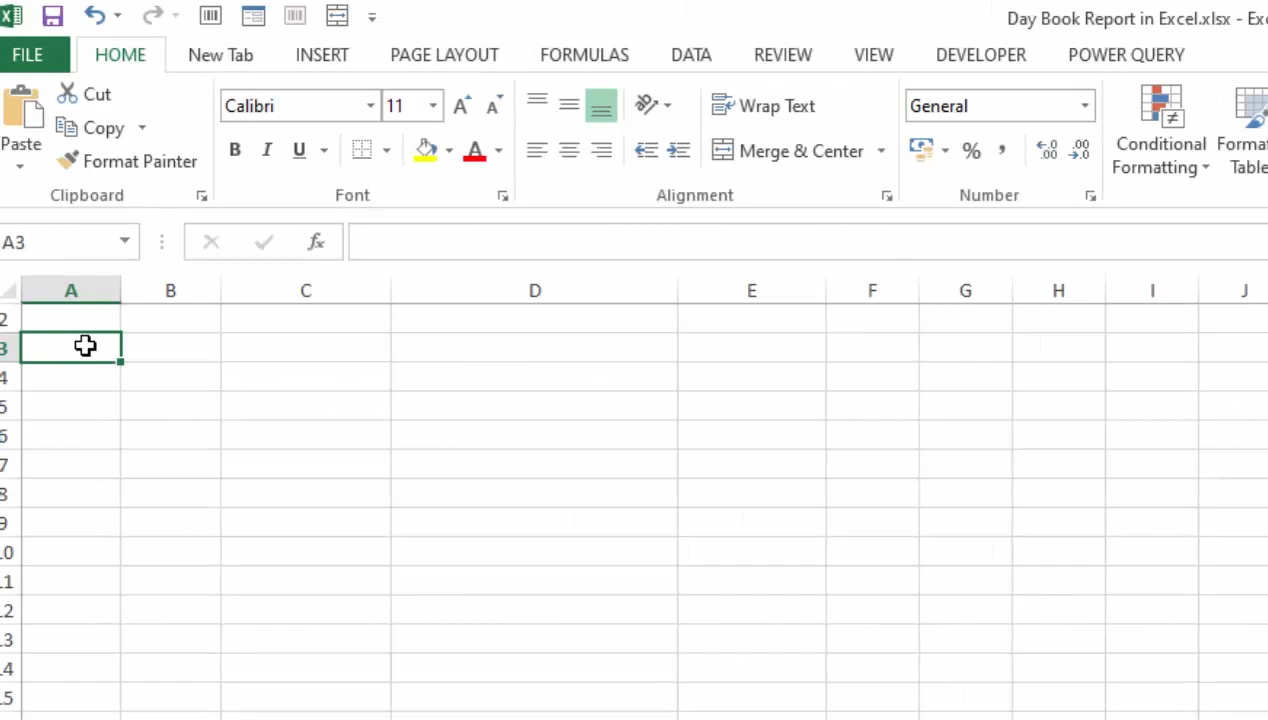 Day Book Report in Excel.xlsx - Exc
FILE HOME New Tab INSERT PAGE LAYOUT FORMULAS DATA REVIEW VIEW DEVELOPER POWER QUERY
Cut
Copy
Format Painter
Paste
Clipboard
Calibri 11
B I U A
Font
Wrap Text
Merge & Center
Alignment
General
% , .00
Number
Conditional
Formatting
Forma
Table
A3 fx
A B C D E F G H I J
2
3
4
5
6
7
8
9
10
11
12
13
14
15